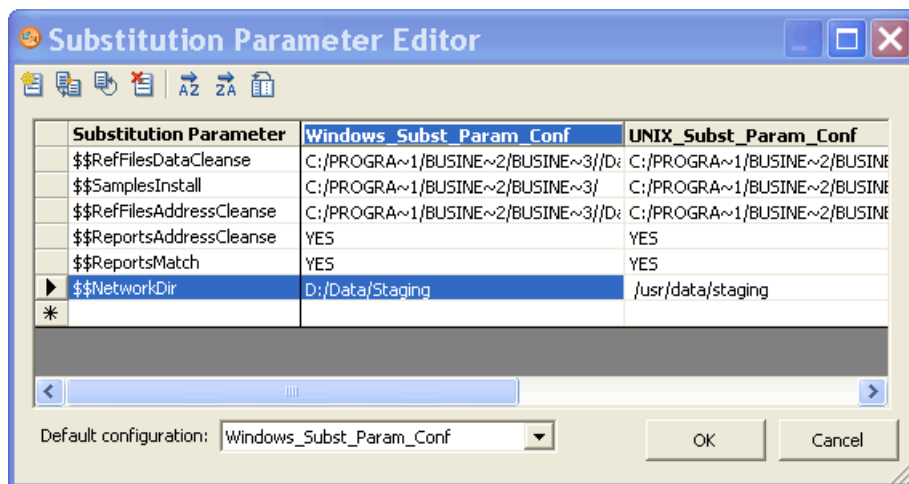 Substitution Parameter Editor
Substitution Parameter Windows_Subst_Param_Conf UNIX_Subst_Param_Conf
$$RefFilesDataCleanse C:/PROGRA~1/BUSINE~2/BUSINE~3//Da C:/PROGRA~1/BUSINE~2/BUSINE
$$SamplesInstall C:/PROGRA~1/BUSINE~2/BUSINE~3/ C:/PROGRA~1/BUSINE~2/BUSINE
$$RefFilesAddressCleanse C:/PROGRA~1/BUSINE~2/BUSINE~3//Da C:/PROGRA~1/BUSINE~2/BUSINE
$$ReportsAddressCleanse YES YES
$$ReportsMatch YES YES
$$NetworkDir D:/Data/Staging /usr/data/staging
Default configuration: Windows_Subst_Param_Conf OK Cancel